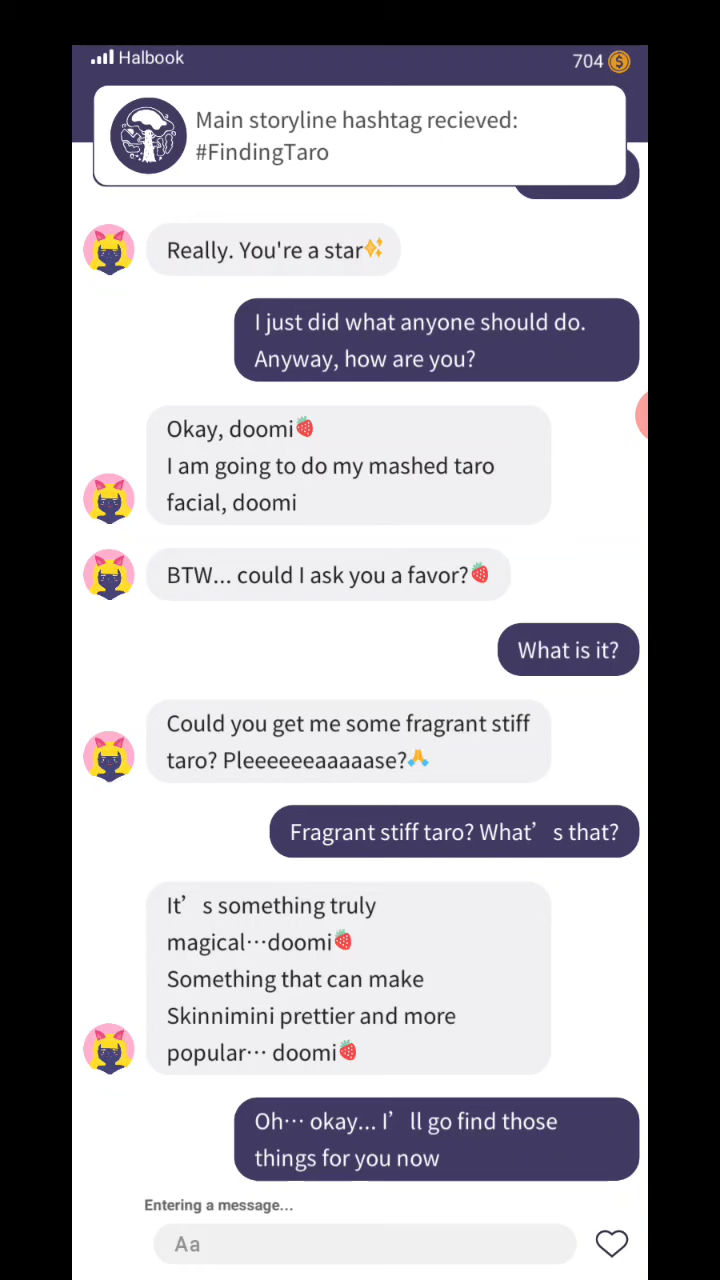 Halbook
704
Main storyline hashtag recieved:
#FindingTaro
Really. You're a star✨
I just did what anyone should do.
Anyway, how are you?
Okay, doomi🍓
I am going to do my mashed taro
facial, doomi
BTW... could I ask you a favor?🍓
What is it?
Could you get me some fragrant stiff
taro? Pleeeeeeaaaaase?🙏
Fragrant stiff taro? What’s that?
It’s something truly
magical⋯doomi🍓
Something that can make
Skinnimini prettier and more
popular⋯ doomi🍓
Oh⋯ okay... I’ll go find those
things for you now
Entering a message...
Aa